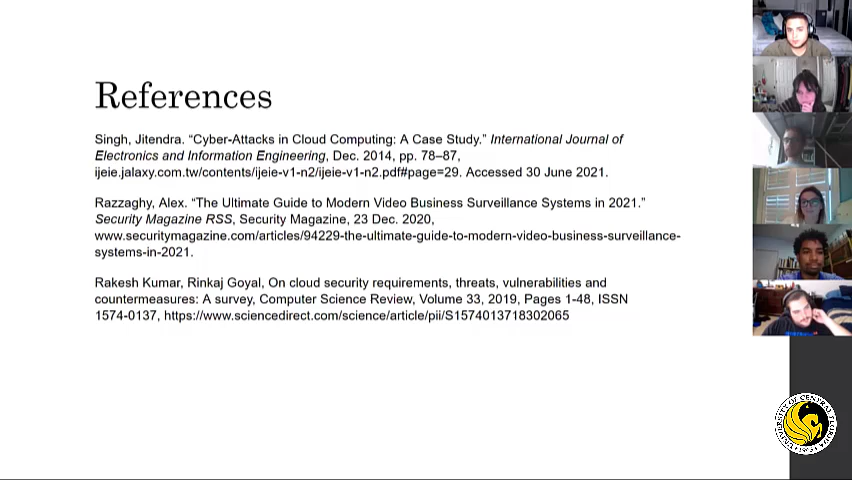 References
Singh, Jitendra. “Cyber-Attacks in Cloud Computing: A Case Study.” International Journal of
Electronics and Information Engineering, Dec. 2014, pp. 78–87,
ijeie.jalaxy.com.tw/contents/ijeie-v1-n2/ijeie-v1-n2.pdf#page=29. Accessed 30 June 2021.
Razzaghy, Alex. “The Ultimate Guide to Modern Video Business Surveillance Systems in 2021.”
Security Magazine RSS, Security Magazine, 23 Dec. 2020,
www.securitymagazine.com/articles/94229-the-ultimate-guide-to-modern-video-business-surveillance-
systems-in-2021.
Rakesh Kumar, Rinkaj Goyal, On cloud security requirements, threats, vulnerabilities and
countermeasures: A survey, Computer Science Review, Volume 33, 2019, Pages 1-48, ISSN
1574-0137, https://www.sciencedirect.com/science/article/pii/S1574013718302065
UNIVERSITY OF CENTRAL FLORIDA